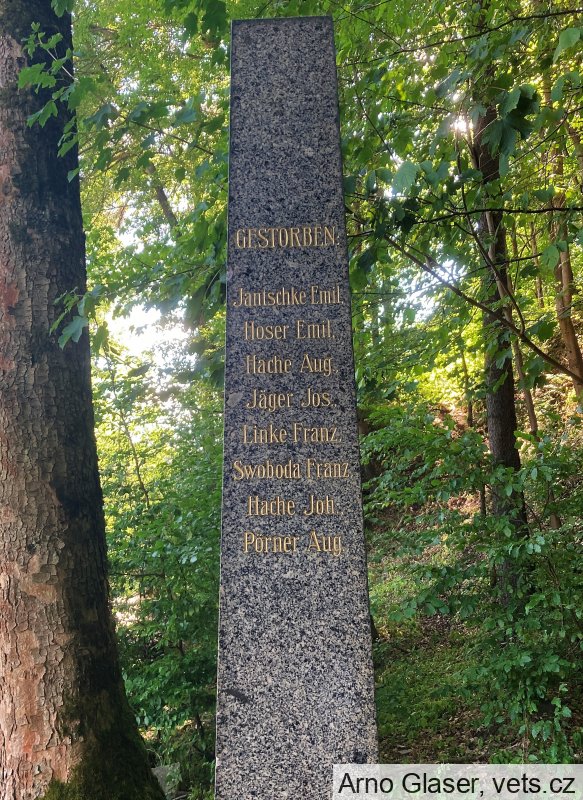 GESTORBEN:
Jantschke Emil,
Hoser Emil,
Hache Aug.
Jäger Jos.
Linke Franz,
Swoboda Franz
Hache Joh.
Pörner Aug.
Arno Glaser, vets.cz